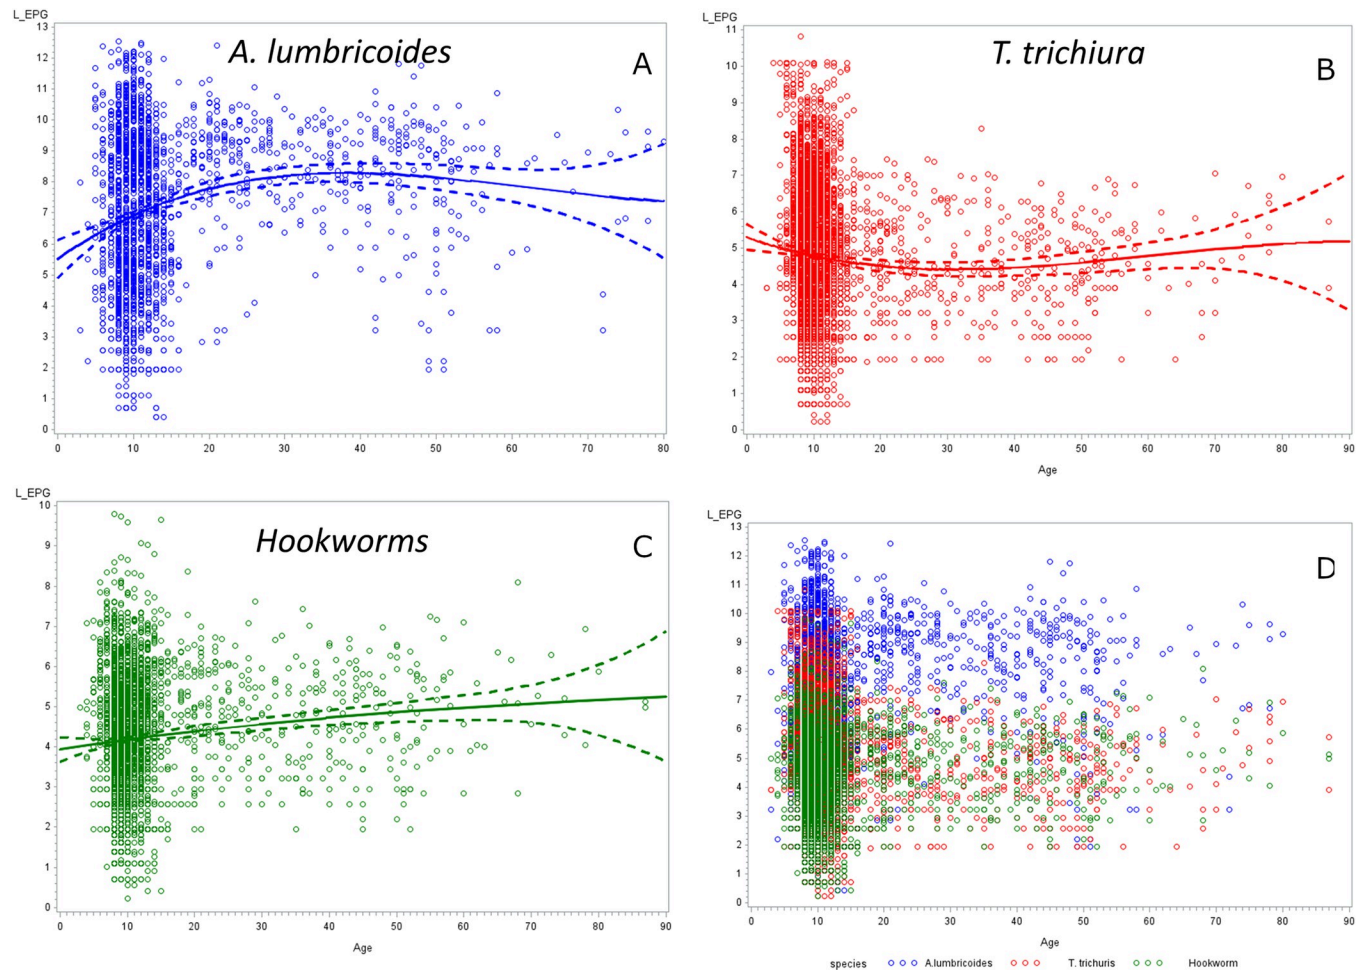 L_EPG
13
12
11
10
9
8
7
6
5
4
3
2
1
0
A. lumbricoides
A
0 10 20 30 40 50 60 70 80
L_EPG
11
10
9
8
7
6
5
4
3
2
1
0
T. trichiura
B
0 10 20 30 40 50 60 70 80 90
Age
L_EPG
10
9
8
7
6
5
4
3
2
1
0
Hookworms
C
0 10 20 30 40 50 60 70 80 90
Age
L_EPG
13
12
11
10
9
8
7
6
5
4
3
2
1
0
D
0 10 20 30 40 50 60 70 80 90
Age
species A.lumbricoides T. trichuris Hookworm